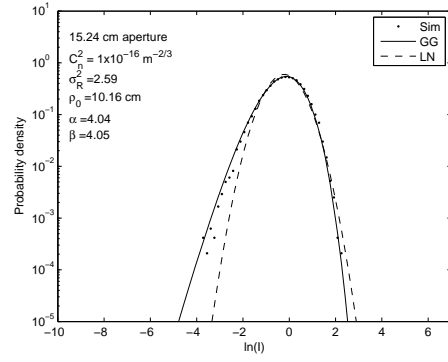 10^1
10^0
10^-1
10^-2
10^-3
10^-4
10^-5
Probability density
15.24 cm aperture
C_n^2 = 1x10^-16 m^-2/3
σ_R^2 =2.59
ρ_0 =10.16 cm
α =4.04
β =4.05
Sim
GG
LN
−10 −8 −6 −4 −2 0 2 4 6
ln(I)